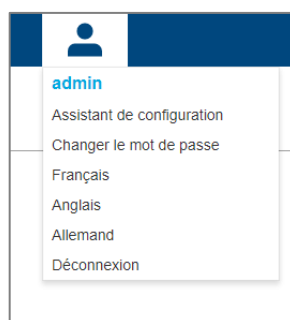 admin
Assistant de configuration
Changer le mot de passe
Français
Anglais
Allemand
Déconnexion